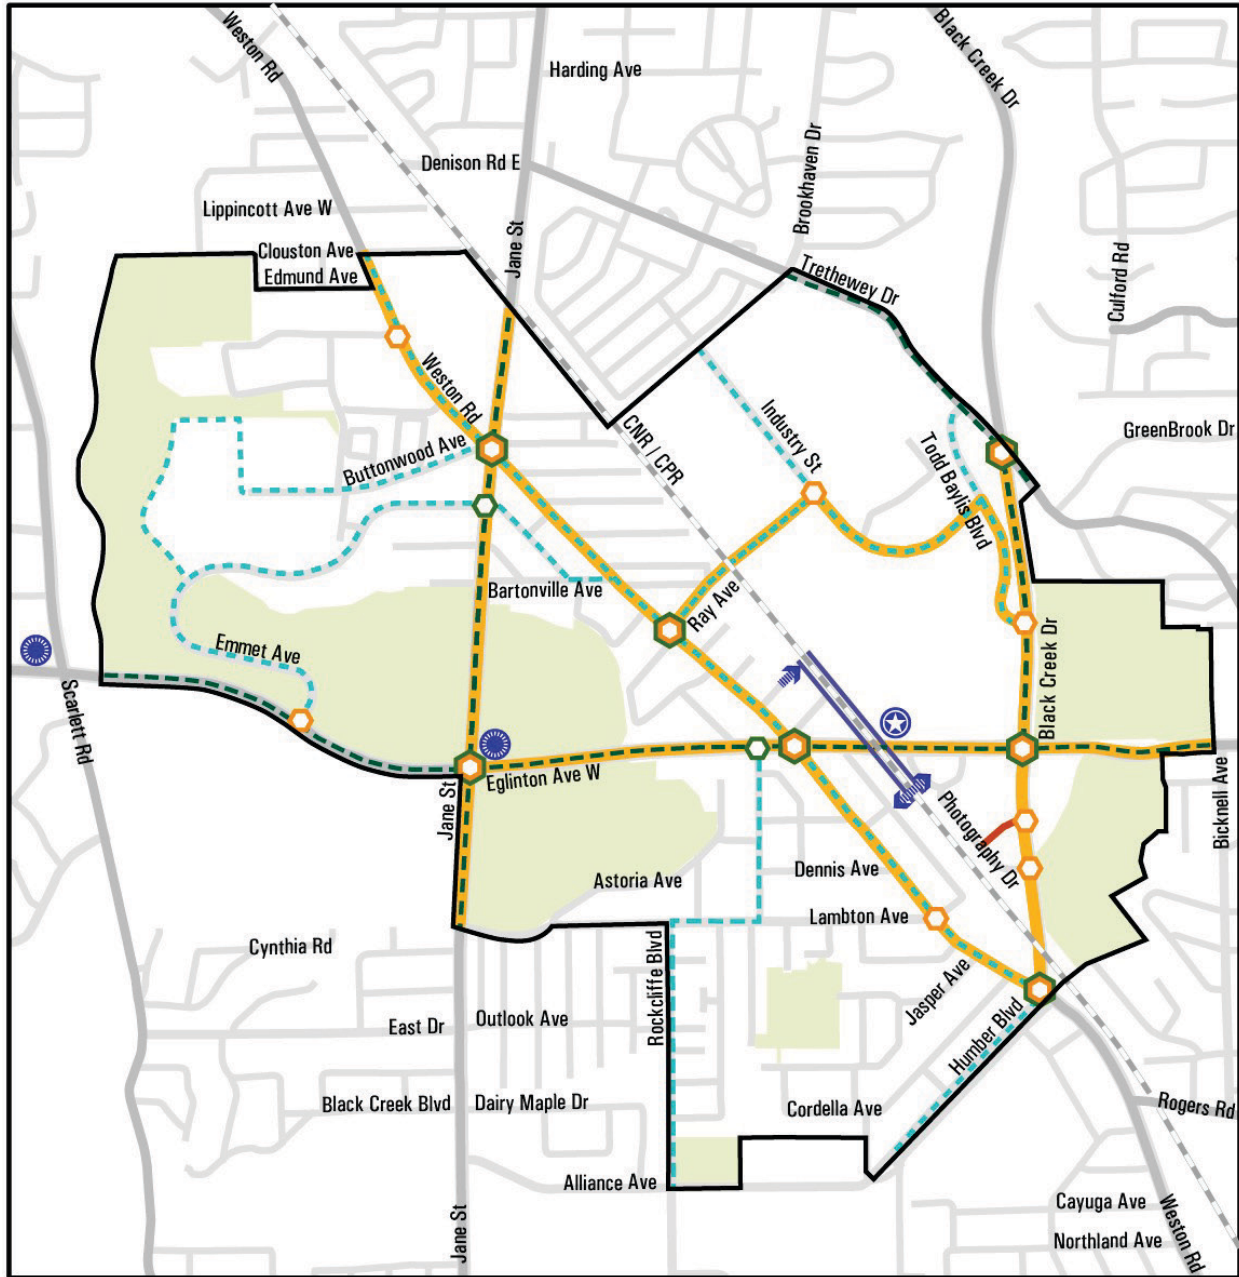 Weston Rd
Harding Ave
Black Creek Dr
Denison Rd E
Brookhaven Dr
Lippincott Ave W
Jane St
Clouston Ave
Edmund Ave
Trethewey Dr
Culford Rd
Weston Rd
Industry St
CNR / CPR
GreenBrook Dr
Buttonwood Ave
Todd Baylis Blvd
Bartonville Ave
Ray Ave
Emmet Ave
Black Creek Dr
Scarlett Rd
Eglinton Ave W
Jane St
Photography Dr
Bicknell Ave
Dennis Ave
Astoria Ave
Lambton Ave
Cynthia Rd
Rockcliffe Blvd
Jasper Ave
East Dr
Outlook Ave
Humber Blvd
Black Creek Blvd
Dairy Maple Dr
Cordella Ave
Rogers Rd
Alliance Ave
Jane St
Cayuga Ave
Weston Rd
Northland Ave